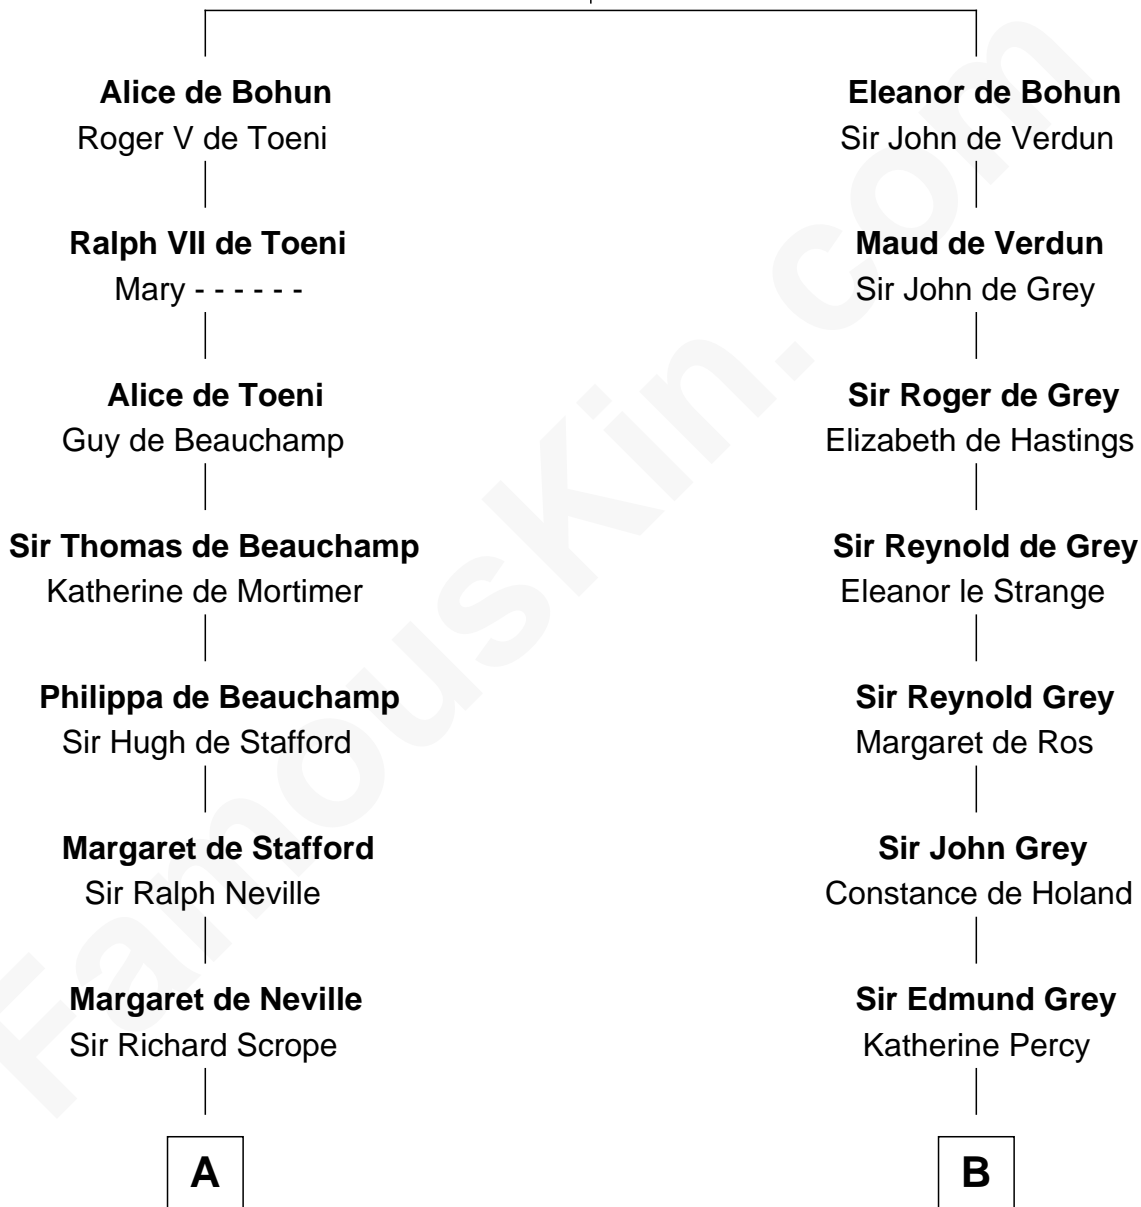 Alice de Bohun
Roger V de Toeni
Ralph VII de Toeni
Mary - - - - - -
Alice de Toeni
Guy de Beauchamp
Sir Thomas de Beauchamp
Katherine de Mortimer
Philippa de Beauchamp
Sir Hugh de Stafford
Margaret de Stafford
Sir Ralph Neville
Margaret de Neville
Sir Richard Scrope
A
Eleanor de Bohun
Sir John de Verdun
Maud de Verdun
Sir John de Grey
Sir Roger de Grey
Elizabeth de Hastings
Sir Reynold de Grey
Eleanor le Strange
Sir Reynold Grey
Margaret de Ros
Sir John Grey
Constance de Holand
Sir Edmund Grey
Katherine Percy
B
FamousKin.com